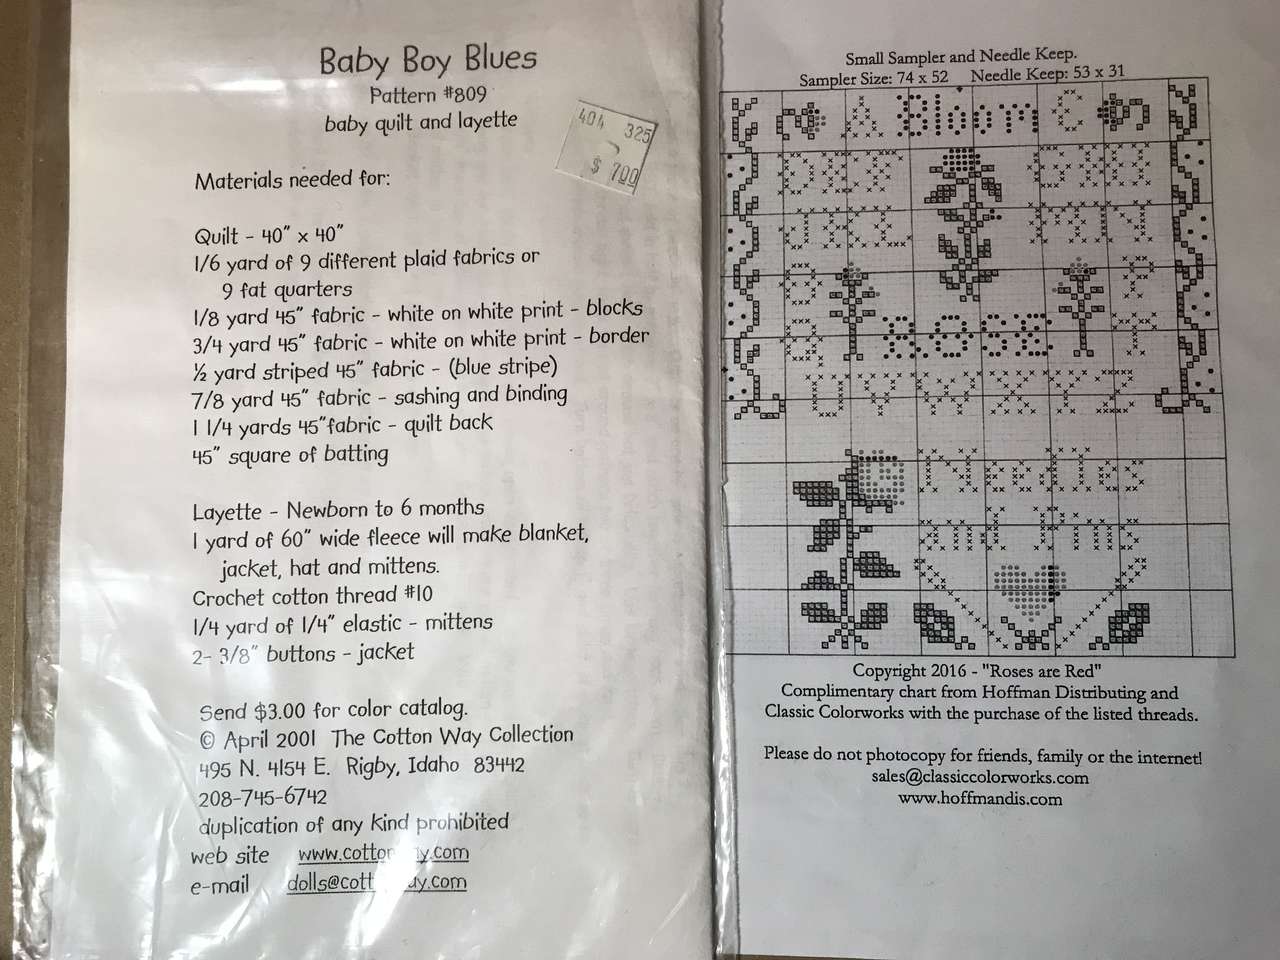 Baby Boy Blues
Pattern #809
baby quilt and layette
404 325
$ 700
Materials needed for:
Quilt - 40" x 40"
1/6 yard of 9 different plaid fabrics or
9 fat quarters
1/8 yard 45" fabric - white on white print - blocks
3/4 yard 45" fabric - white on white print - border
½ yard striped 45" fabric - (blue stripe)
7/8 yard 45" fabric - sashing and binding
1 1/4 yards 45"fabric - quilt back
45" square of batting
Layette - Newborn to 6 months
1 yard of 60" wide fleece will make blanket,
jacket, hat and mittens.
Crochet cotton thread #10
1/4 yard of 1/4" elastic - mittens
2- 3/8" buttons - jacket
Send $3.00 for color catalog.
© April 2001 The Cotton Way Collection
495 N. 4154 E. Rigby, Idaho 83442
208-745-6742
duplication of any kind prohibited
web site
e-mail
Small Sampler and Needle Keep.
Sampler Size: 74 x 52 Needle Keep: 53 x 31
Bloom
Rose
UVWXYZ
Needles
and Pins
Copyright 2016 - "Roses are Red"
Complimentary chart from Hoffman Distributing and
Classic Colorworks with the purchase of the listed threads.
Please do not photocopy for friends, family or the internet!
sales@classiccolorworks.com
www.hoffmandis.com